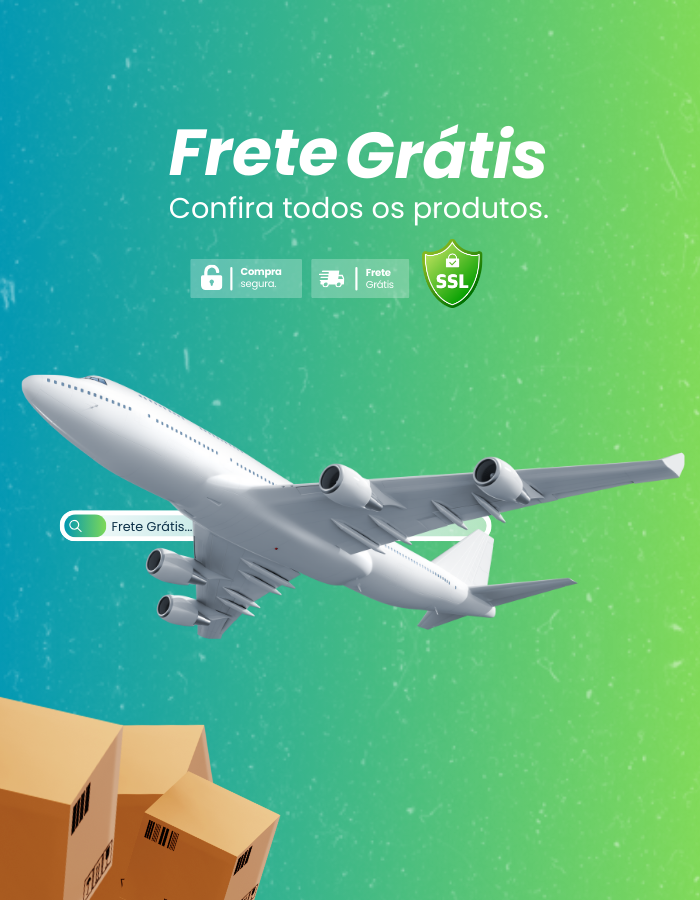 Frete Grátis
Confira todos os produtos.
Compra
segura.
Frete
Grátis
SSL
Frete Grátis...